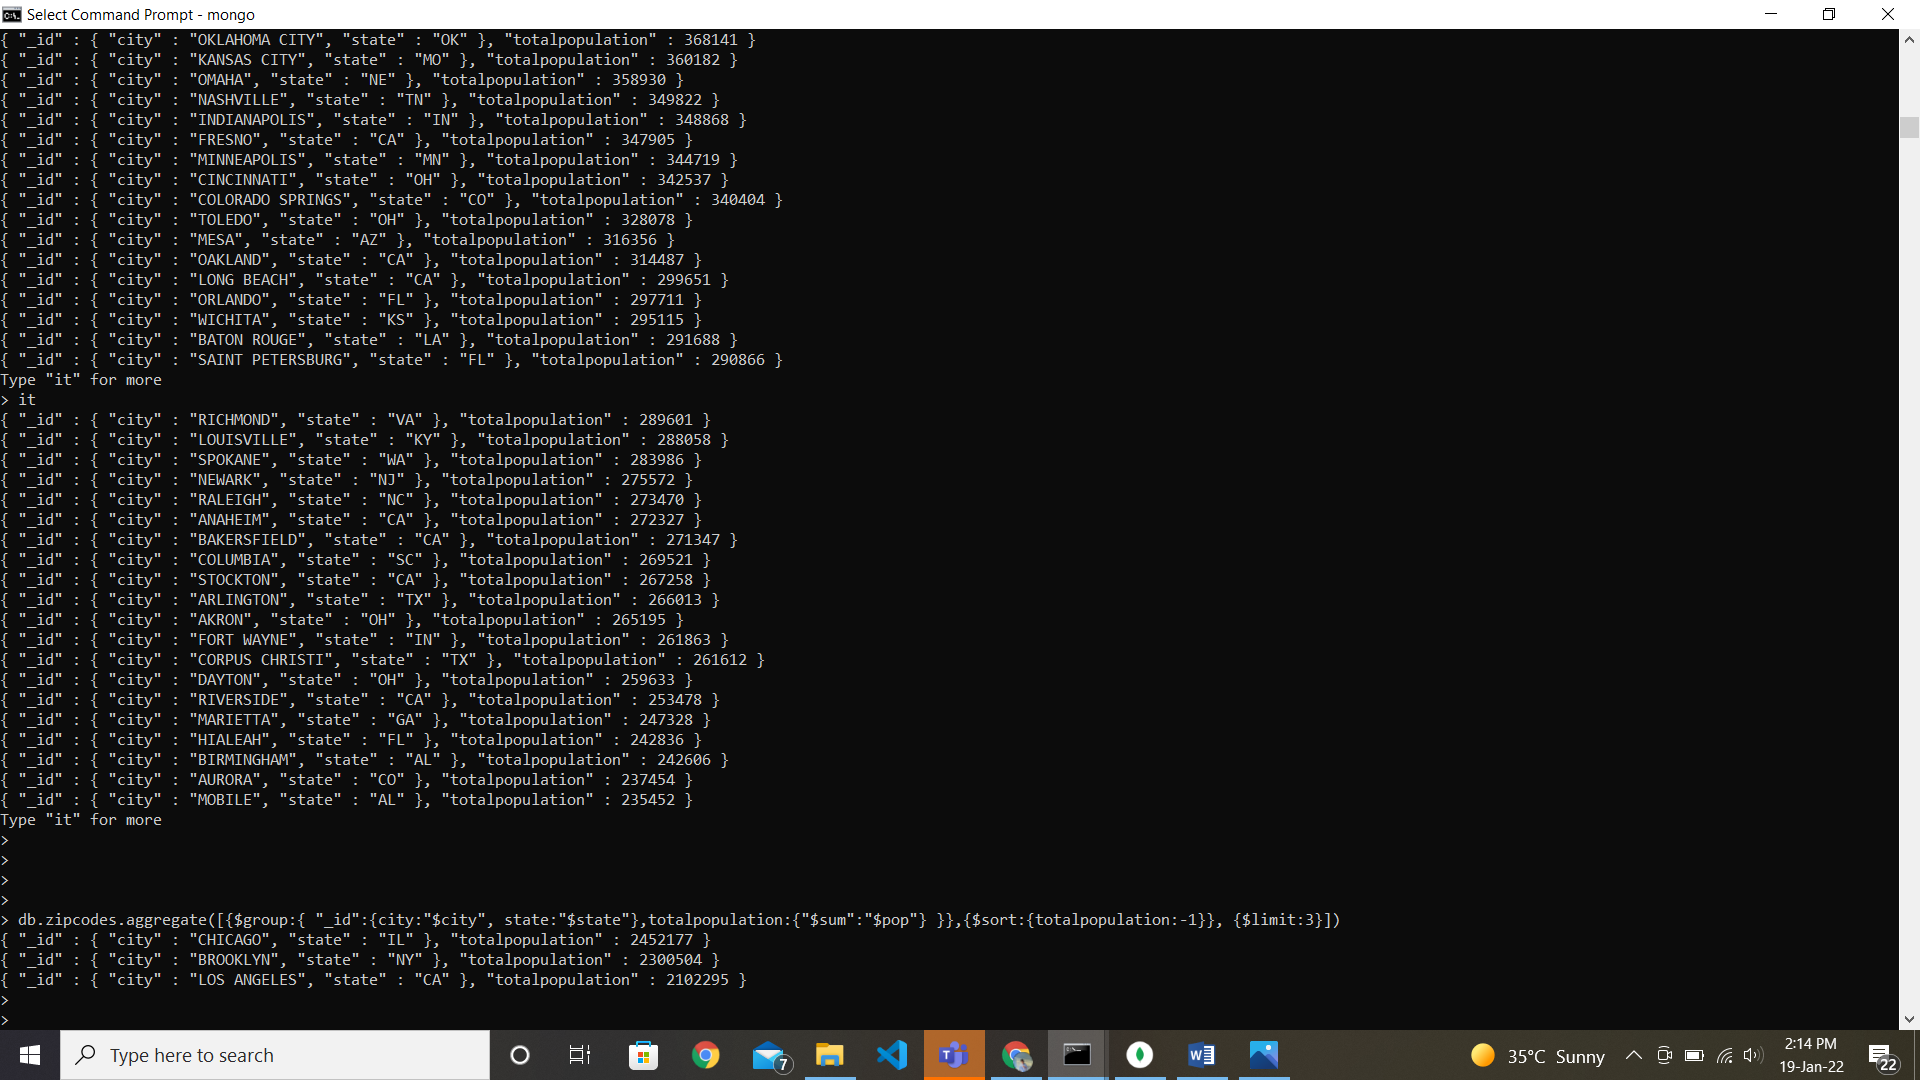 Select Command Prompt - mongo
{ "_id" : { "city" : "OKLAHOMA CITY", "state" : "OK" }, "totalpopulation" : 368141 }
{ "_id" : { "city" : "KANSAS CITY", "state" : "MO" }, "totalpopulation" : 360182 }
{ "_id" : { "city" : "OMAHA", "state" : "NE" }, "totalpopulation" : 358930 }
{ "_id" : { "city" : "NASHVILLE", "state" : "TN" }, "totalpopulation" : 349822 }
{ "_id" : { "city" : "INDIANAPOLIS", "state" : "IN" }, "totalpopulation" : 348868 }
{ "_id" : { "city" : "FRESNO", "state" : "CA" }, "totalpopulation" : 347905 }
{ "_id" : { "city" : "MINNEAPOLIS", "state" : "MN" }, "totalpopulation" : 344719 }
{ "_id" : { "city" : "CINCINNATI", "state" : "OH" }, "totalpopulation" : 342537 }
{ "_id" : { "city" : "COLORADO SPRINGS", "state" : "CO" }, "totalpopulation" : 340404 }
{ "_id" : { "city" : "TOLEDO", "state" : "OH" }, "totalpopulation" : 328078 }
{ "_id" : { "city" : "MESA", "state" : "AZ" }, "totalpopulation" : 316356 }
{ "_id" : { "city" : "OAKLAND", "state" : "CA" }, "totalpopulation" : 314487 }
{ "_id" : { "city" : "LONG BEACH", "state" : "CA" }, "totalpopulation" : 299651 }
{ "_id" : { "city" : "ORLANDO", "state" : "FL" }, "totalpopulation" : 297711 }
{ "_id" : { "city" : "WICHITA", "state" : "KS" }, "totalpopulation" : 295115 }
{ "_id" : { "city" : "BATON ROUGE", "state" : "LA" }, "totalpopulation" : 291688 }
{ "_id" : { "city" : "SAINT PETERSBURG", "state" : "FL" }, "totalpopulation" : 290866 }
Type "it" for more
> it
{ "_id" : { "city" : "RICHMOND", "state" : "VA" }, "totalpopulation" : 289601 }
{ "_id" : { "city" : "LOUISVILLE", "state" : "KY" }, "totalpopulation" : 288058 }
{ "_id" : { "city" : "SPOKANE", "state" : "WA" }, "totalpopulation" : 283986 }
{ "_id" : { "city" : "NEWARK", "state" : "NJ" }, "totalpopulation" : 275572 }
{ "_id" : { "city" : "RALEIGH", "state" : "NC" }, "totalpopulation" : 273470 }
{ "_id" : { "city" : "ANAHEIM", "state" : "CA" }, "totalpopulation" : 272327 }
{ "_id" : { "city" : "BAKERSFIELD", "state" : "CA" }, "totalpopulation" : 271347 }
{ "_id" : { "city" : "COLUMBIA", "state" : "SC" }, "totalpopulation" : 269521 }
{ "_id" : { "city" : "STOCKTON", "state" : "CA" }, "totalpopulation" : 267258 }
{ "_id" : { "city" : "ARLINGTON", "state" : "TX" }, "totalpopulation" : 266013 }
{ "_id" : { "city" : "AKRON", "state" : "OH" }, "totalpopulation" : 265195 }
{ "_id" : { "city" : "FORT WAYNE", "state" : "IN" }, "totalpopulation" : 261863 }
{ "_id" : { "city" : "CORPUS CHRISTI", "state" : "TX" }, "totalpopulation" : 261612 }
{ "_id" : { "city" : "DAYTON", "state" : "OH" }, "totalpopulation" : 259633 }
{ "_id" : { "city" : "RIVERSIDE", "state" : "CA" }, "totalpopulation" : 253478 }
{ "_id" : { "city" : "MARIETTA", "state" : "GA" }, "totalpopulation" : 247328 }
{ "_id" : { "city" : "HIALEAH", "state" : "FL" }, "totalpopulation" : 242836 }
{ "_id" : { "city" : "BIRMINGHAM", "state" : "AL" }, "totalpopulation" : 242606 }
{ "_id" : { "city" : "AURORA", "state" : "CO" }, "totalpopulation" : 237454 }
{ "_id" : { "city" : "MOBILE", "state" : "AL" }, "totalpopulation" : 235452 }
Type "it" for more
>
>
>
>
> db.zipcodes.aggregate([{$group:{ "_id":{city:"$city", state:"$state"},totalpopulation:{"$sum":"$pop"} }},{$sort:{totalpopulation:-1}}, {$limit:3}])
{ "_id" : { "city" : "CHICAGO", "state" : "IL" }, "totalpopulation" : 2452177 }
{ "_id" : { "city" : "BROOKLYN", "state" : "NY" }, "totalpopulation" : 2300504 }
{ "_id" : { "city" : "LOS ANGELES", "state" : "CA" }, "totalpopulation" : 2102295 }
>
>
Type here to search
7
35°C Sunny
2:14 PM
19-Jan-22
22